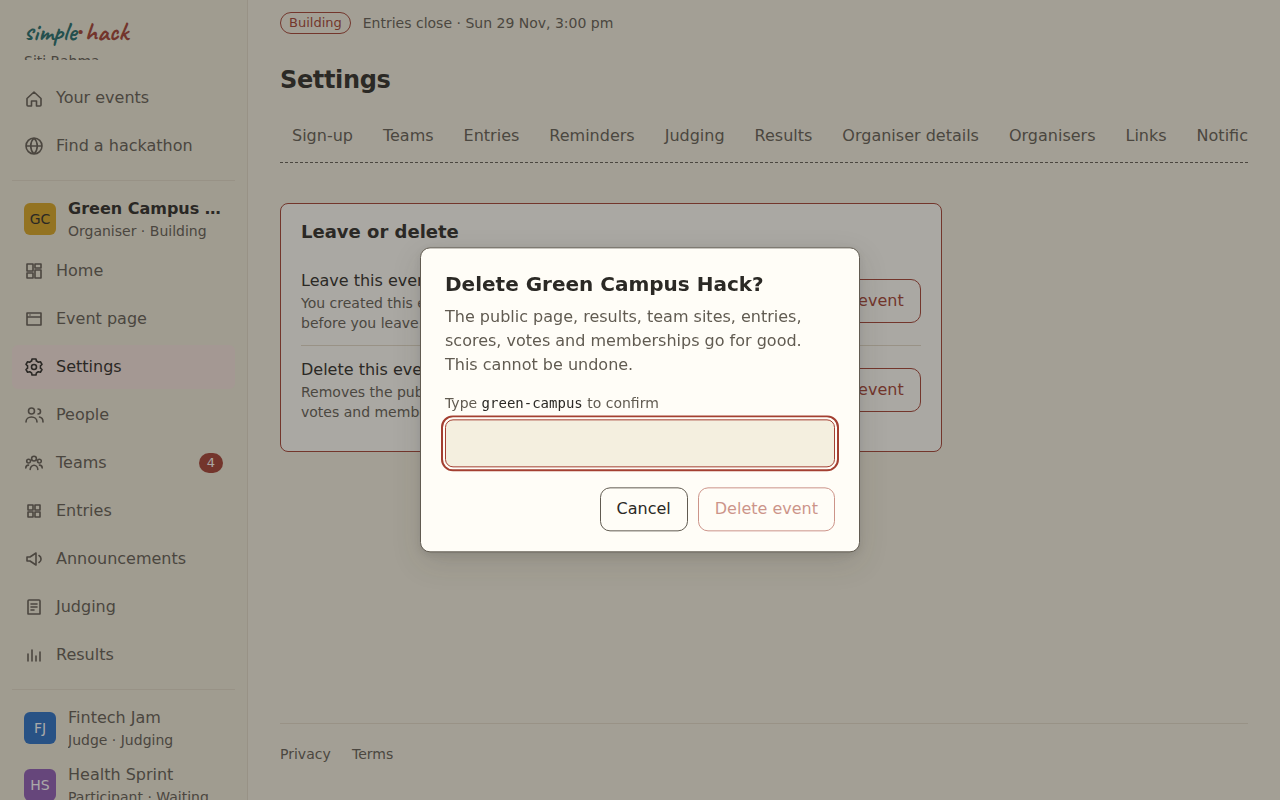 simple·hack
Siti Rahma
Your events
Find a hackathon
GC
Green Campus ...
Organiser · Building
Home
Event page
Settings
People
Teams
4
Entries
Announcements
Judging
Results
FJ
Fintech Jam
Judge · Judging
HS
Health Sprint
Participant · Waiting
Building
Entries close · Sun 29 Nov, 3:00 pm
Settings
Sign-up Teams Entries Reminders Judging Results Organiser details Organisers Links Notific
Leave or delete
Leave this ever
You created this e
before you leave
event
Delete this eve
Removes the pub
votes and memb
event
Delete Green Campus Hack?
The public page, results, team sites, entries,
scores, votes and memberships go for good.
This cannot be undone.
Type green-campus to confirm
Cancel
Delete event
Privacy Terms